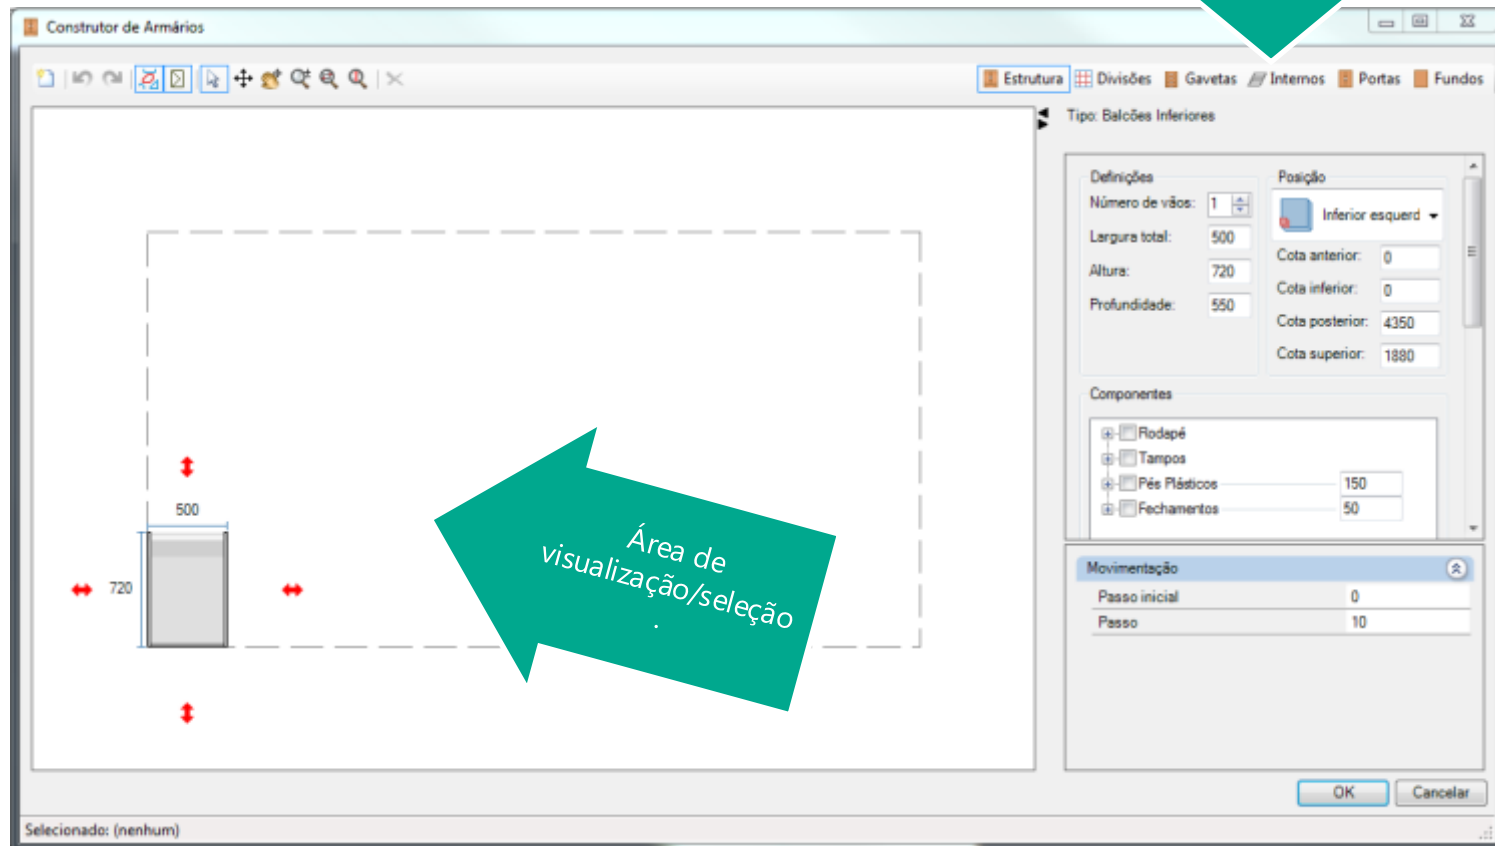 Construtor de Armários
Estrutura Divisões Gavetas Internos Portas Fundos
Tipo: Balcões Inferiores
Definições
Número de vãos: 1
Largura total: 500
Altura: 720
Profundidade: 550
Posição
Inferior esquerd
Cota anterior: 0
Cota inferior: 0
Cota posterior: 4350
Cota superior: 1880
Componentes
Rodapé
Tampos
Pés Plásticos 150
Fechamentos 50
Movimentação
Passo inicial 0
Passo 10
500
720
Área de
visualização/seleção
.
OK Cancelar
Selecionado: (nenhum)